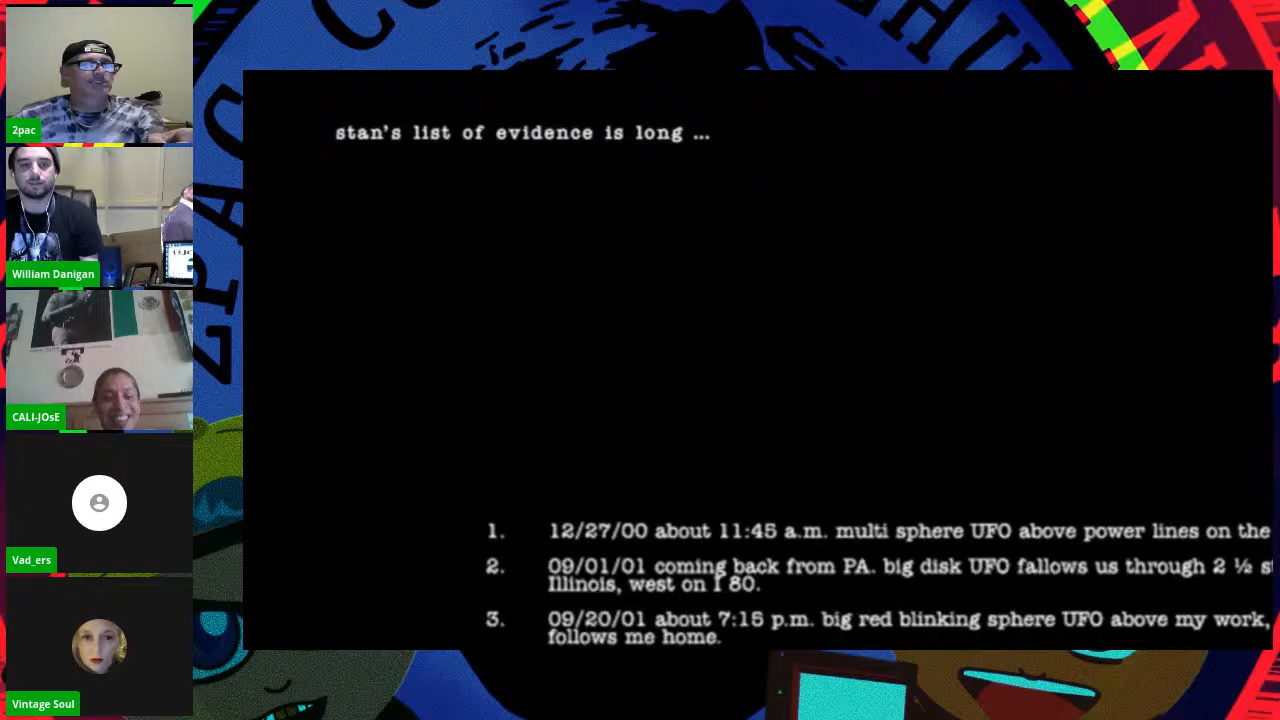 stan's list of evidence is long ...
1. 12/27/00 about 11:45 a.m. multi sphere UFO above power lines on the
2. 09/01/01 coming back from PA. big disk UFO fallows us through 2 ½
Illinois, west on I 80.
3. 09/20/01 about 7:15 p.m. big red blinking sphere UFO above my work,
follows me home.
2pac
William Danigan
CALI-JOsE
Vad_ers
Vintage Soul
2PAC